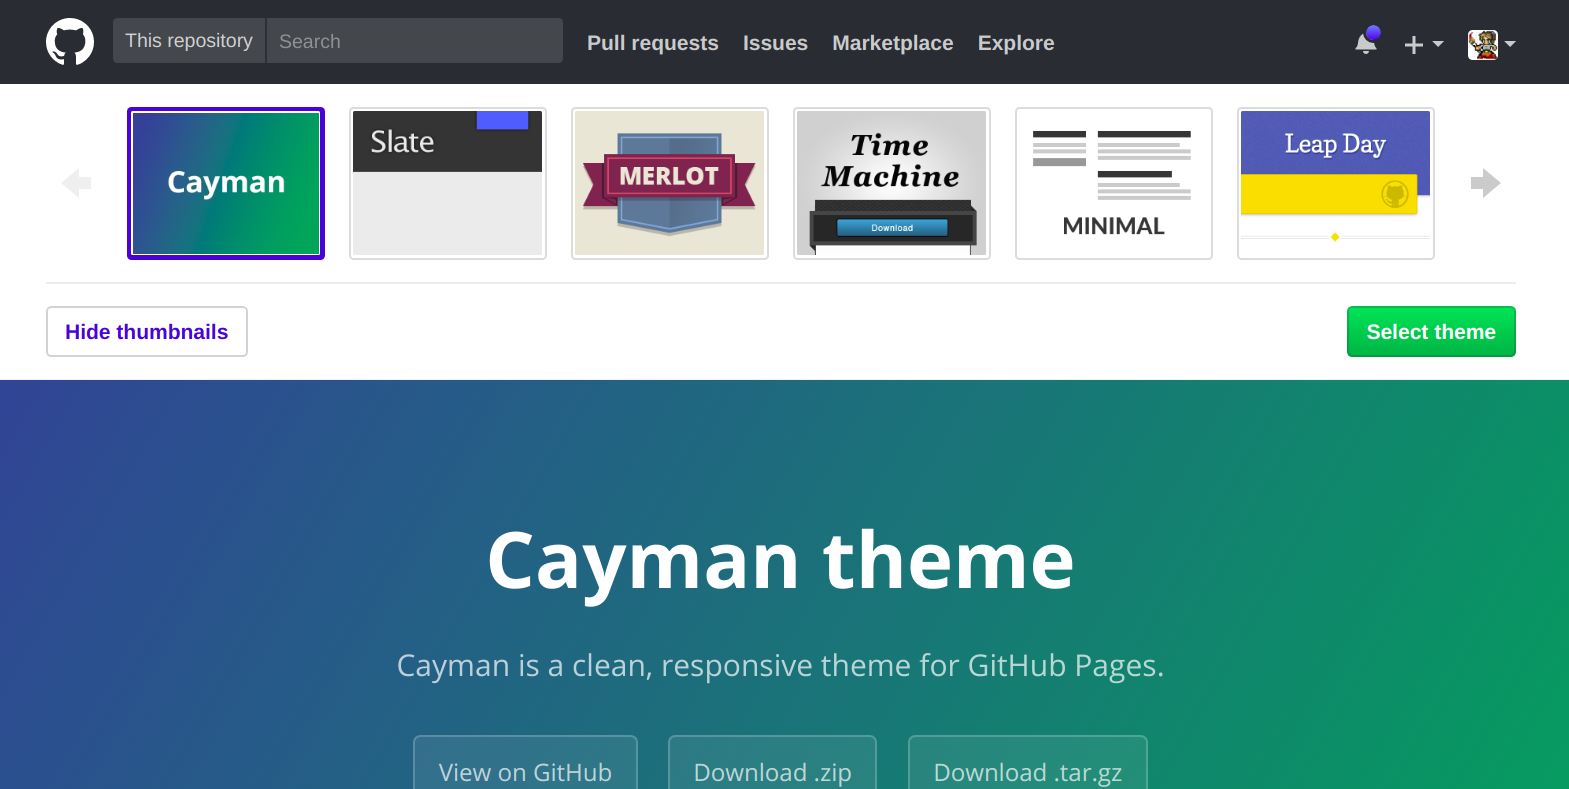 This repository Search Pull requests Issues Marketplace Explore
Cayman
Slate
MERLOT
Time
Machine
Download
MINIMAL
Leap Day
Hide thumbnails
Select theme
Cayman theme
Cayman is a clean, responsive theme for GitHub Pages.
View on GitHub Download .zip Download .tar.gz